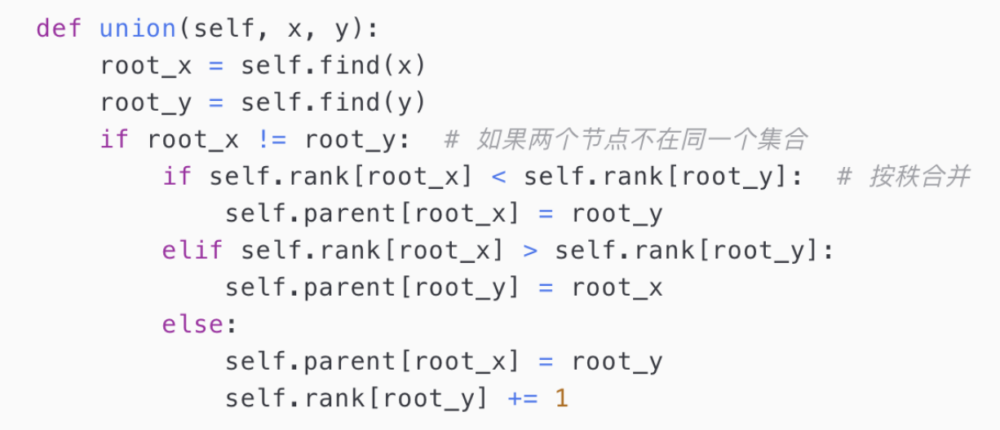 def union(self, x, y):
    root_x = self.find(x)
    root_y = self.find(y)
    if root_x != root_y:  # 如果两个节点不在同一个集合
        if self.rank[root_x] < self.rank[root_y]:  # 按秩合并
            self.parent[root_x] = root_y
        elif self.rank[root_x] > self.rank[root_y]:
            self.parent[root_y] = root_x
        else:
            self.parent[root_x] = root_y
            self.rank[root_y] += 1